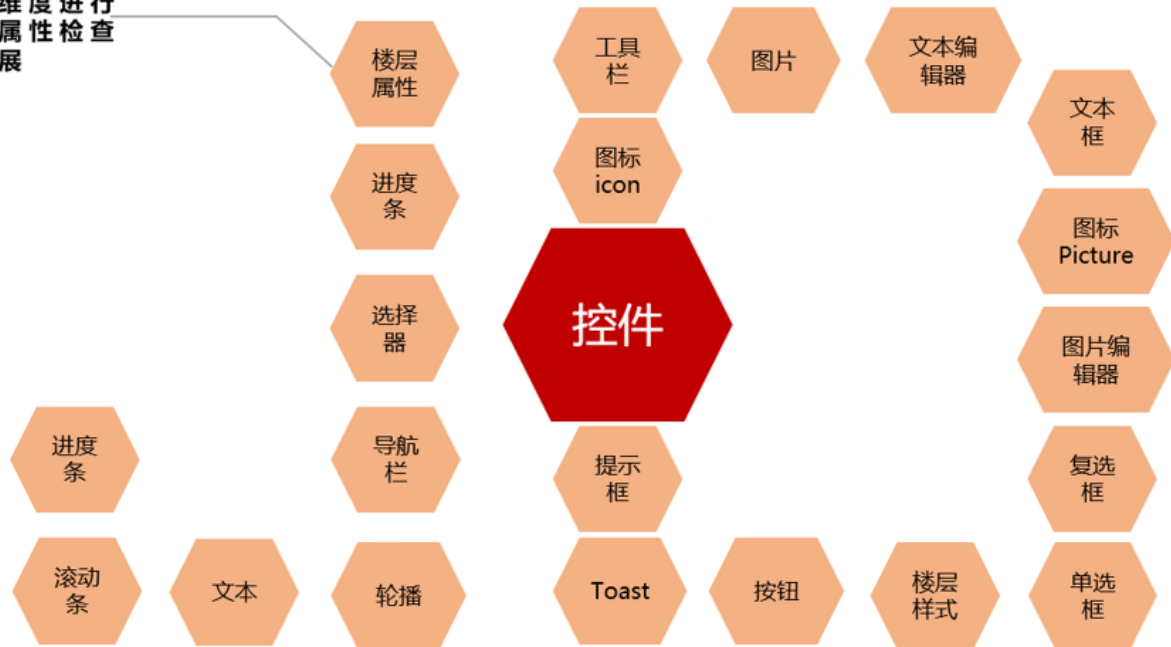 维度进行
属性检查
展
楼层
属性
工具
栏
图片
文本编
辑器
文本
框
进度
条
图标
icon
图标
Picture
选择
器
控件
图片编
辑器
进度
条
导航
栏
提示
框
复选
框
滚动
条
文本
轮播
Toast
按钮
楼层
样式
单选
框